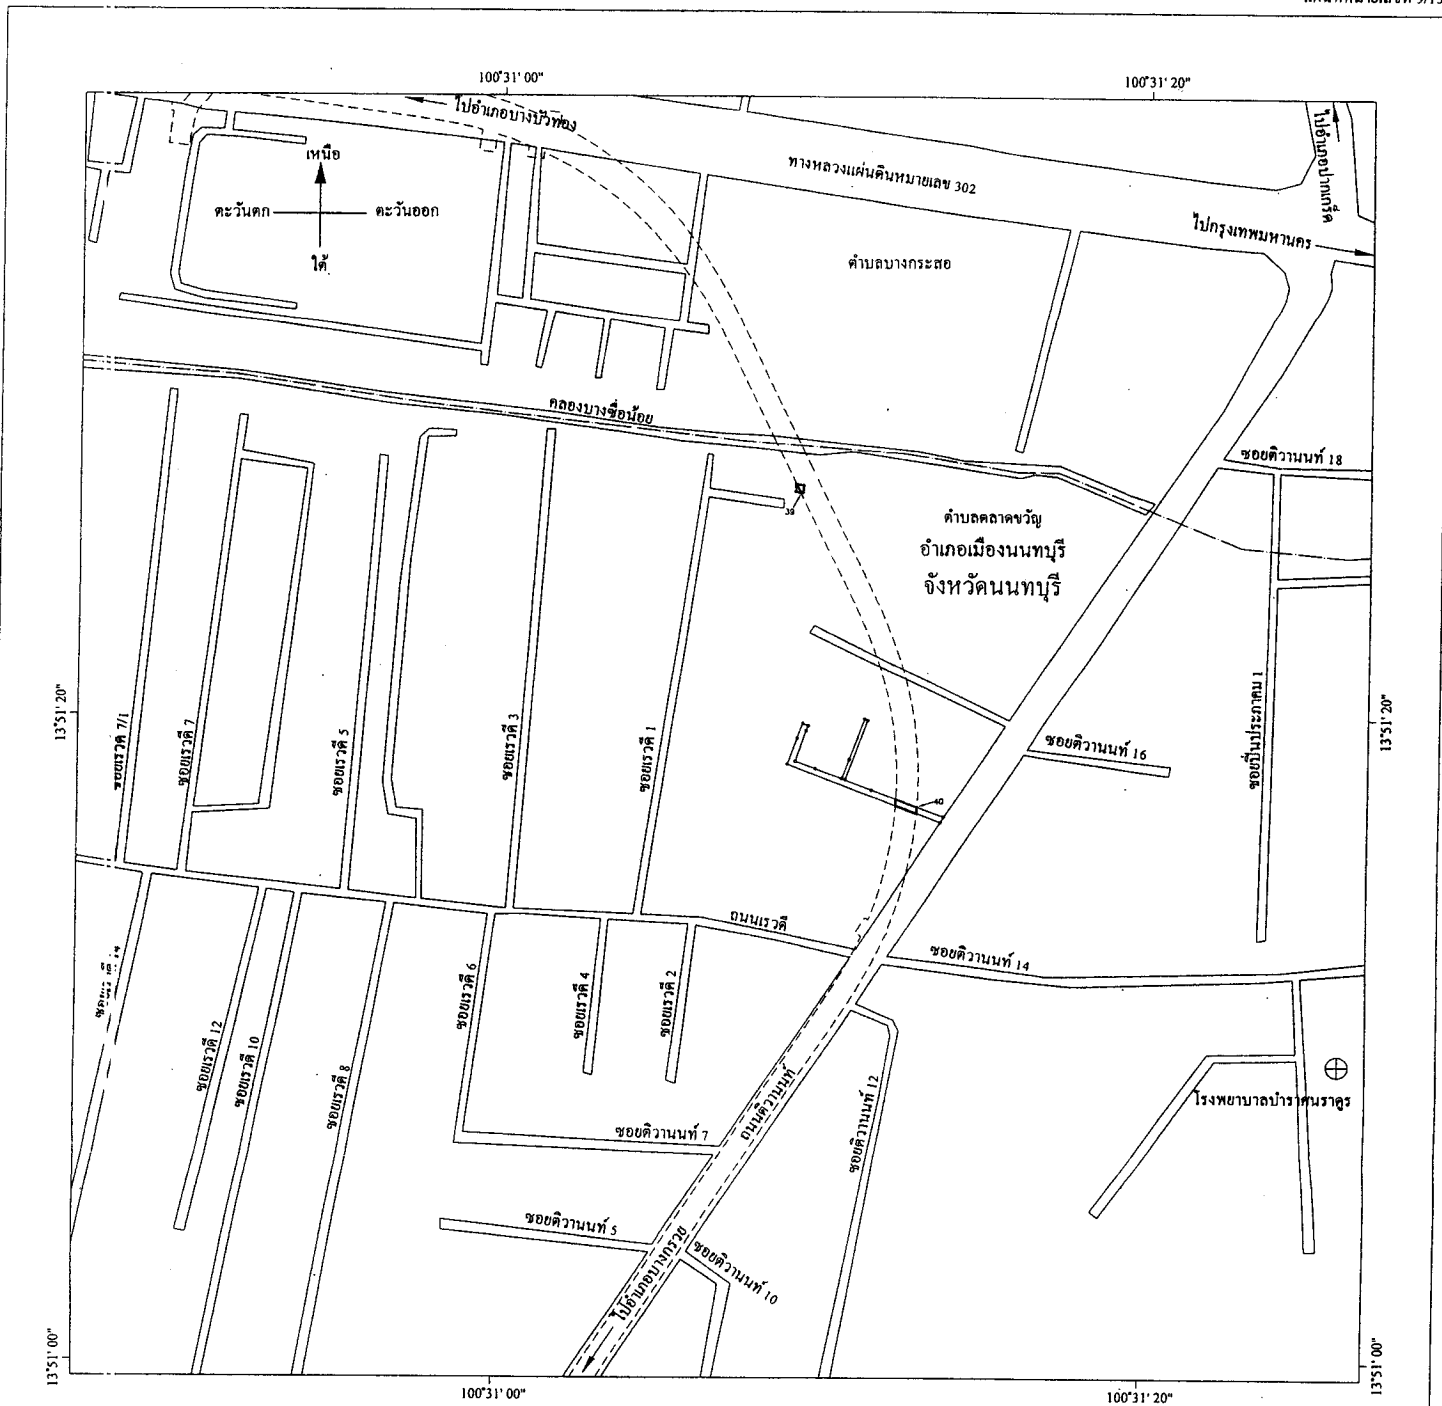 100°31' 00"
100°31' 20"
ไปอำเภอบางบัวทอง
ไปอำเภอปากเกร็ด
เหนือ
ทางหลวงแผ่นดินหมายเลข 302
ตะวันตก
ตะวันออก
ไปกรุงเทพมหานคร
ใต้
ตำบลบางกระสอ
คลองบางซื่อน้อย
ซอยติวานนท์ 18
39
ตำบลตลาดขวัญ
อำเภอเมืองนนทบุรี
จังหวัดนนทบุรี
13°51' 20"
13°51' 20"
ซอยเรวดี 7/1
ซอยเรวดี 7
ซอยเรวดี 5
ซอยเรวดี 3
ซอยเรวดี 1
ซอยติวานนท์ 16
ซอยปิ่นประภาคม 1
40
ถนนเรวดี
ซอยติวานนท์ 14
ซอยเรวดี 12
ซอยเรวดี 10
ซอยเรวดี 8
ซอยเรวดี 6
ซอยเรวดี 4
ซอยเรวดี 2
ถนนติวานนท์
ซอยติวานนท์ 12
โรงพยาบาลบำราศนราดูร
ซอยติวานนท์ 7
ซอยติวานนท์ 5
ไปอำเภอบางกรวย
ซอยติวานนท์ 10
13°51' 00"
13°51' 00"
100°31' 00"
100°31' 20"